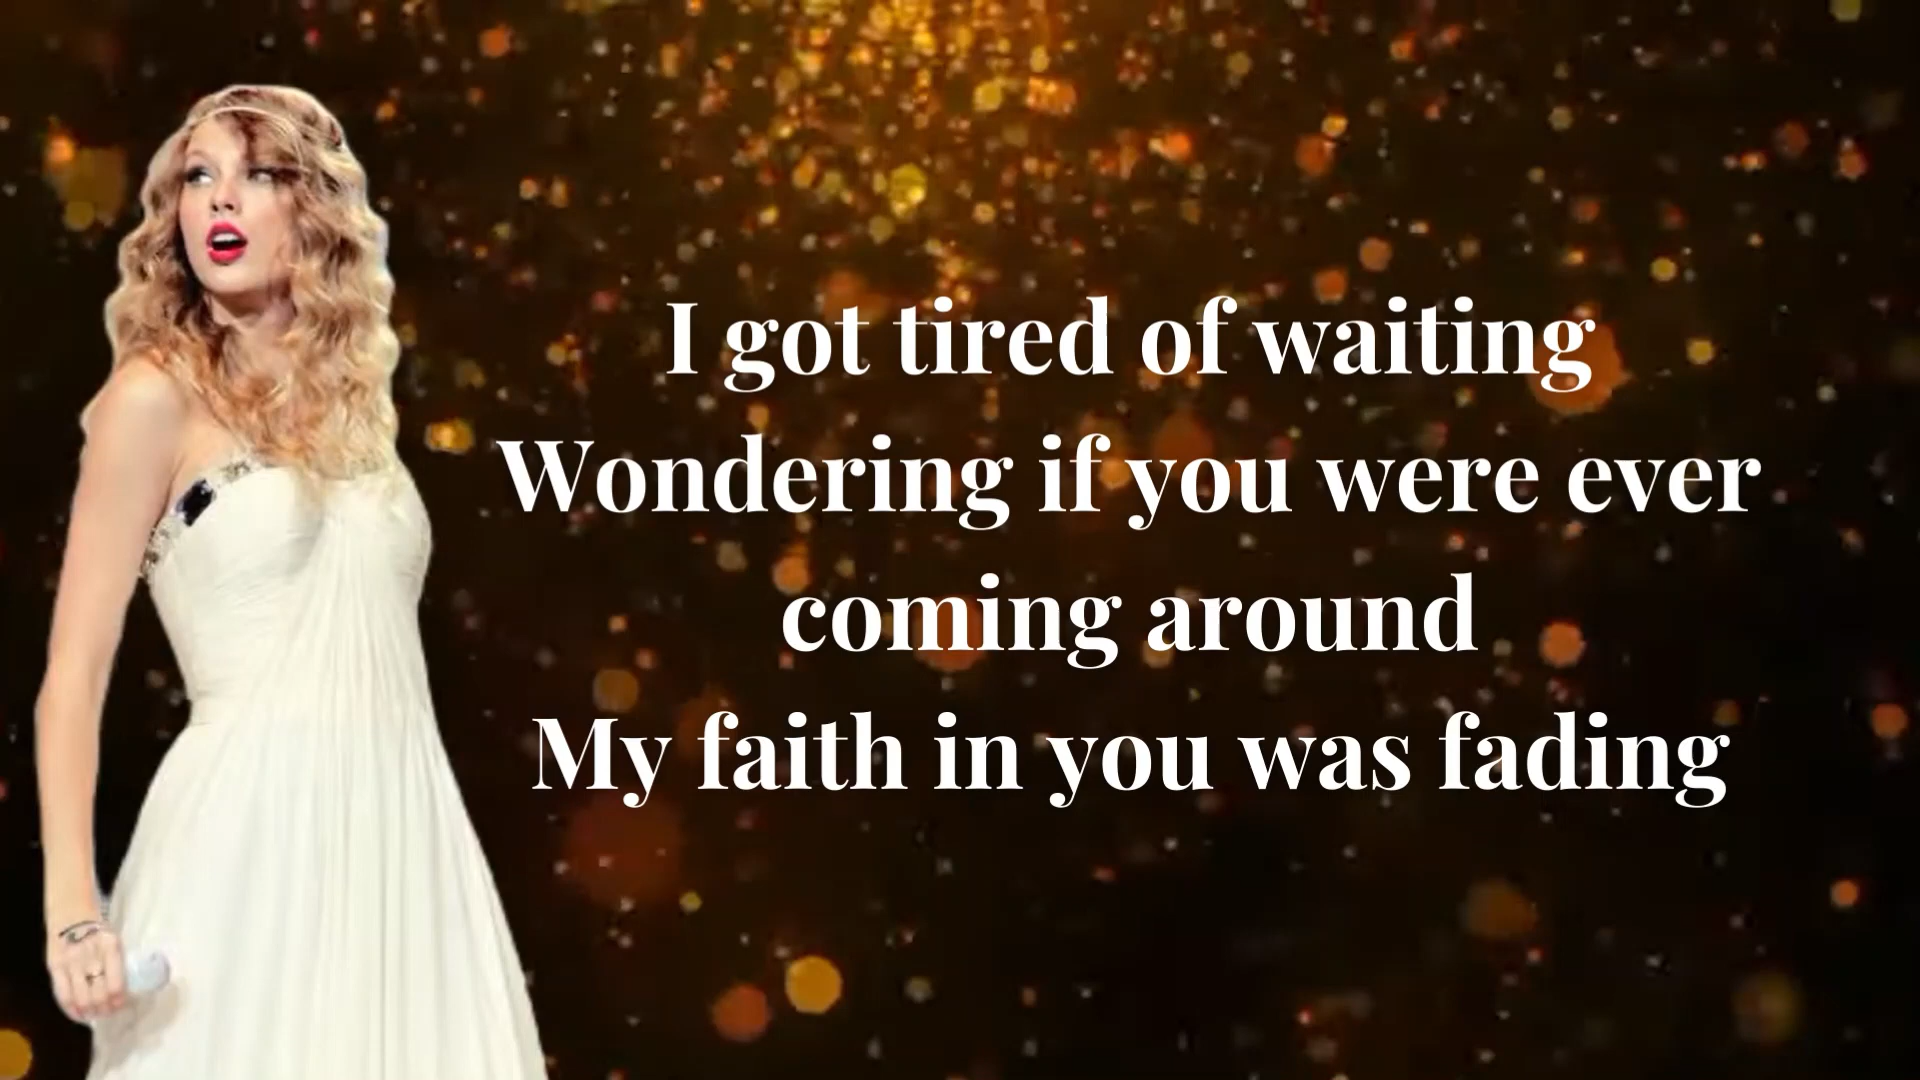 I got tired of waiting
Wondering if you were ever
coming around
My faith in you was fading